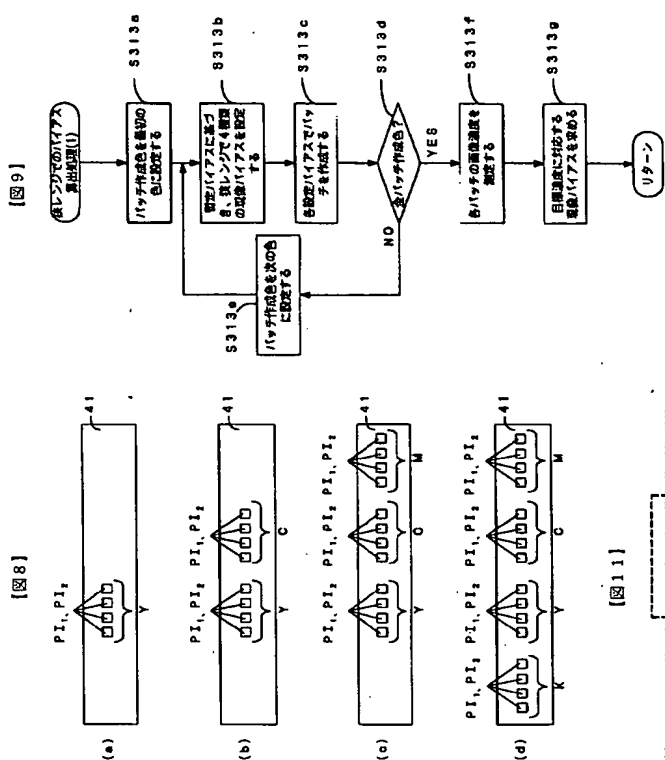 【図8】
PI₁、PI₂
41
(a)
Y
PI₁、PI₂
PI₁、PI₂
41
(b)
Y
C
PI₁、PI₂
PI₁、PI₂
PI₁、PI₂
41
(c)
Y
C
M
PI₁、PI₂
PI₁、PI₂
PI₁、PI₂
PI₁、PI₂
41
(d)
K
Y
C
M
【図9】
狭レンジでのバイアス
算出処理(1)
パッチ作成色を最初の
色に設定する
S313a
暫定バイアスに基づ
き、狭レンジで4種類
の現像バイアスを設定
する
S313b
各設定バイアスでパッ
チを作成する
S313c
全パッチ作成色?
S313d
NO
YES
パッチ作成色を次の色
に設定する
S313e
各パッチの画像濃度を
測定する
S313f
目標濃度に対応する
現像バイアスを求める
S313g
リターン
【図11】